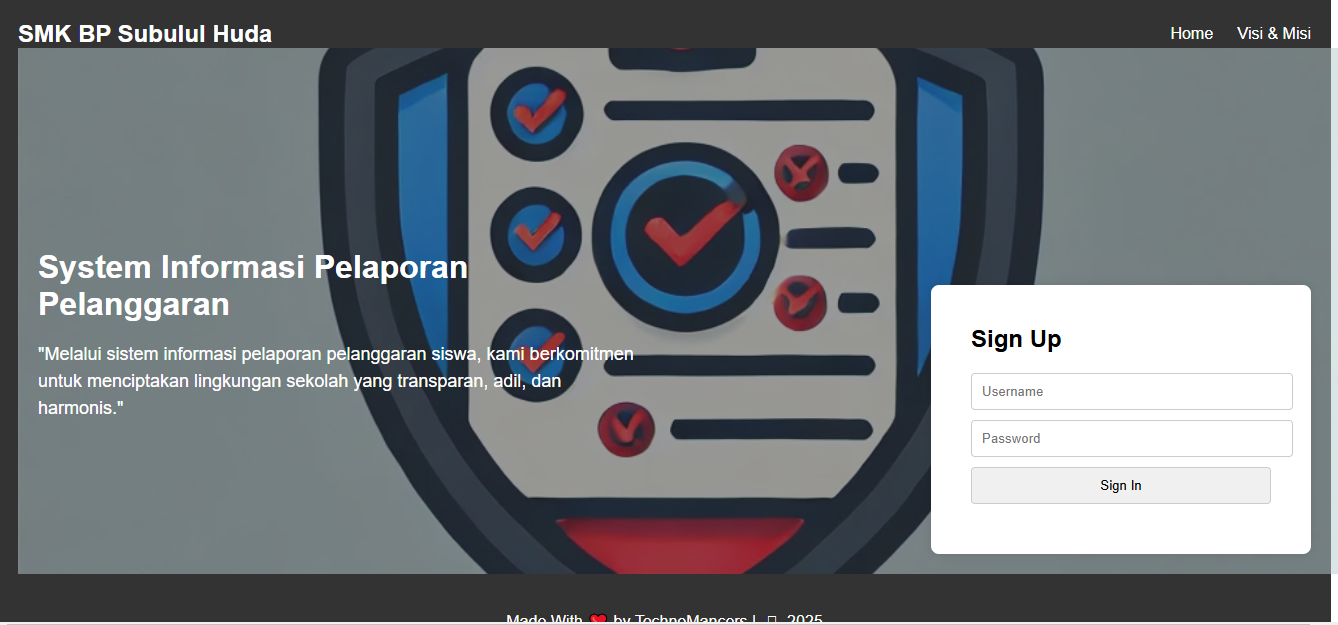 SMK BP Subulul Huda
Home Visi & Misi
System Informasi Pelaporan
Pelanggaran
"Melalui sistem informasi pelaporan pelanggaran siswa, kami berkomitmen
untuk menciptakan lingkungan sekolah yang transparan, adil, dan
harmonis."
Sign Up
Username
Password
Sign In
Made With ❤️ by TechnoMancers | 2025